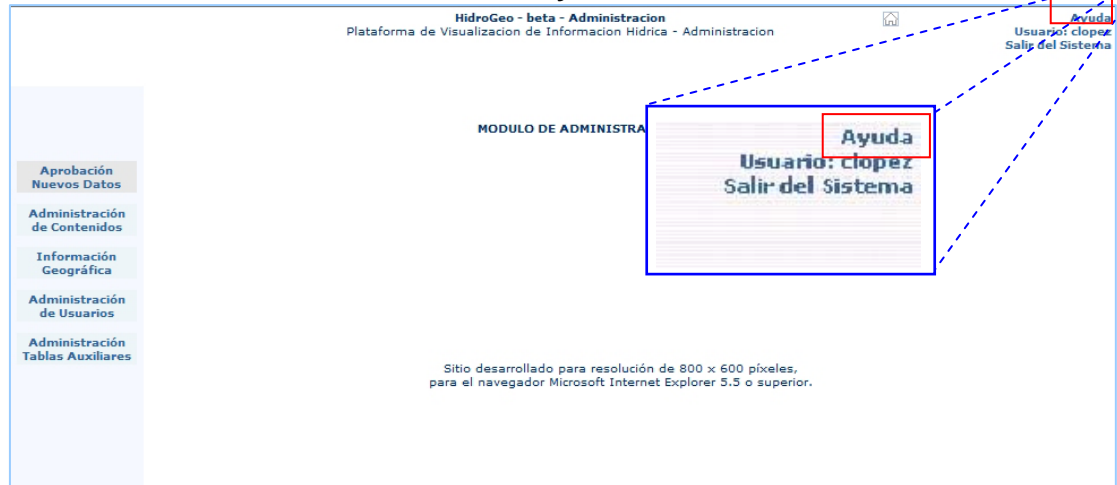 HidroGeo - beta - Administracion
Plataforma de Visualizacion de Informacion Hidrica - Administracion
Ayuda
Usuario: clopez
Salir del Sistema
MODULO DE ADMINISTRA
Ayuda
Usuario: clopez
Salir del Sistema
Aprobación
Nuevos Datos
Administración
de Contenidos
Información
Geográfica
Administración
de Usuarios
Administración
Tablas Auxiliares
Sitio desarrollado para resolución de 800 x 600 píxeles,
para el navegador Microsoft Internet Explorer 5.5 o superior.